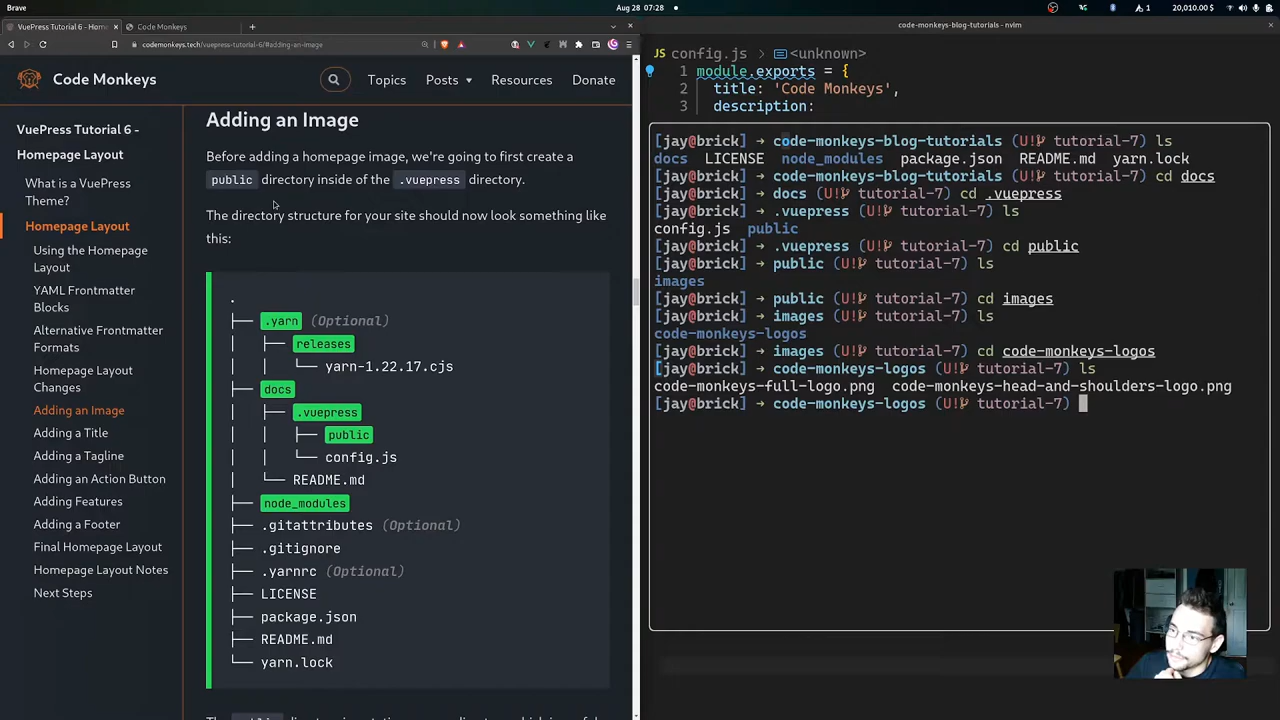 Brave
Aug 28 07:28
20,010.00 $
VuePress Tutorial 6 - Hom
Code Monkeys
codemonkeys.tech/vuepress-tutorial-6/#adding-an-image
Code Monkeys
Topics
Posts
Resources
Donate
VuePress Tutorial 6 -
Homepage Layout
What is a VuePress
Theme?
Homepage Layout
Using the Homepage
Layout
YAML Frontmatter
Blocks
Alternative Frontmatter
Formats
Homepage Layout
Changes
Adding an Image
Adding a Title
Adding a Tagline
Adding an Action Button
Adding Features
Adding a Footer
Final Homepage Layout
Homepage Layout Notes
Next Steps
Adding an Image
Before adding a homepage image, we're going to first create a
public directory inside of the .vuepress directory.
The directory structure for your site should now look something like
this:
.
├── .yarn (Optional)
│ ├── releases
│ └── yarn-1.22.17.cjs
├── docs
│ ├── .vuepress
│ │ ├── public
│ │ └── config.js
│ └── README.md
├── node_modules
├── .gitattributes (Optional)
├── .gitignore
├── .yarnrc (Optional)
├── LICENSE
├── package.json
├── README.md
└── yarn.lock
code-monkeys-blog-tutorials - nvim
JS config.js > <unknown>
1 module.exports = {
2 title: 'Code Monkeys',
3 description:
[jay@brick] → code-monkeys-blog-tutorials (U! tutorial-7) ls
docs LICENSE node_modules package.json README.md yarn.lock
[jay@brick] → code-monkeys-blog-tutorials (U! tutorial-7) cd docs
[jay@brick] → docs (U! tutorial-7) cd .vuepress
[jay@brick] → .vuepress (U! tutorial-7) ls
config.js public
[jay@brick] → .vuepress (U! tutorial-7) cd public
[jay@brick] → public (U! tutorial-7) ls
images
[jay@brick] → public (U! tutorial-7) cd images
[jay@brick] → images (U! tutorial-7) ls
code-monkeys-logos
[jay@brick] → images (U! tutorial-7) cd code-monkeys-logos
[jay@brick] → code-monkeys-logos (U! tutorial-7) ls
code-monkeys-full-logo.png code-monkeys-head-and-shoulders-logo.png
[jay@brick] → code-monkeys-logos (U! tutorial-7)